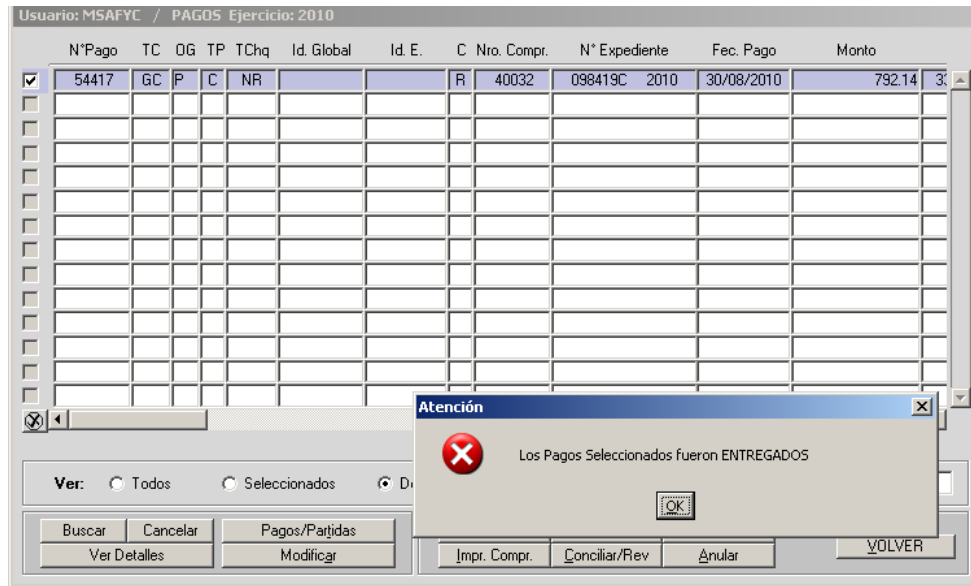 Usuario: MSAFYC / PAGOS Ejercicio: 2010
N°Pago TC OG TP TChq Id. Global Id. E. C Nro. Compr. N° Expediente Fec. Pago Monto
54417 GC P C NR R 40032 098419C 2010 30/08/2010 792.14
Atención
Los Pagos Seleccionados fueron ENTREGADOS
OK
Ver: Todos Seleccionados
Buscar Cancelar Pagos/Partidas
Ver Detalles Modificar Impr. Compr. Conciliar/Rev Anular VOLVER